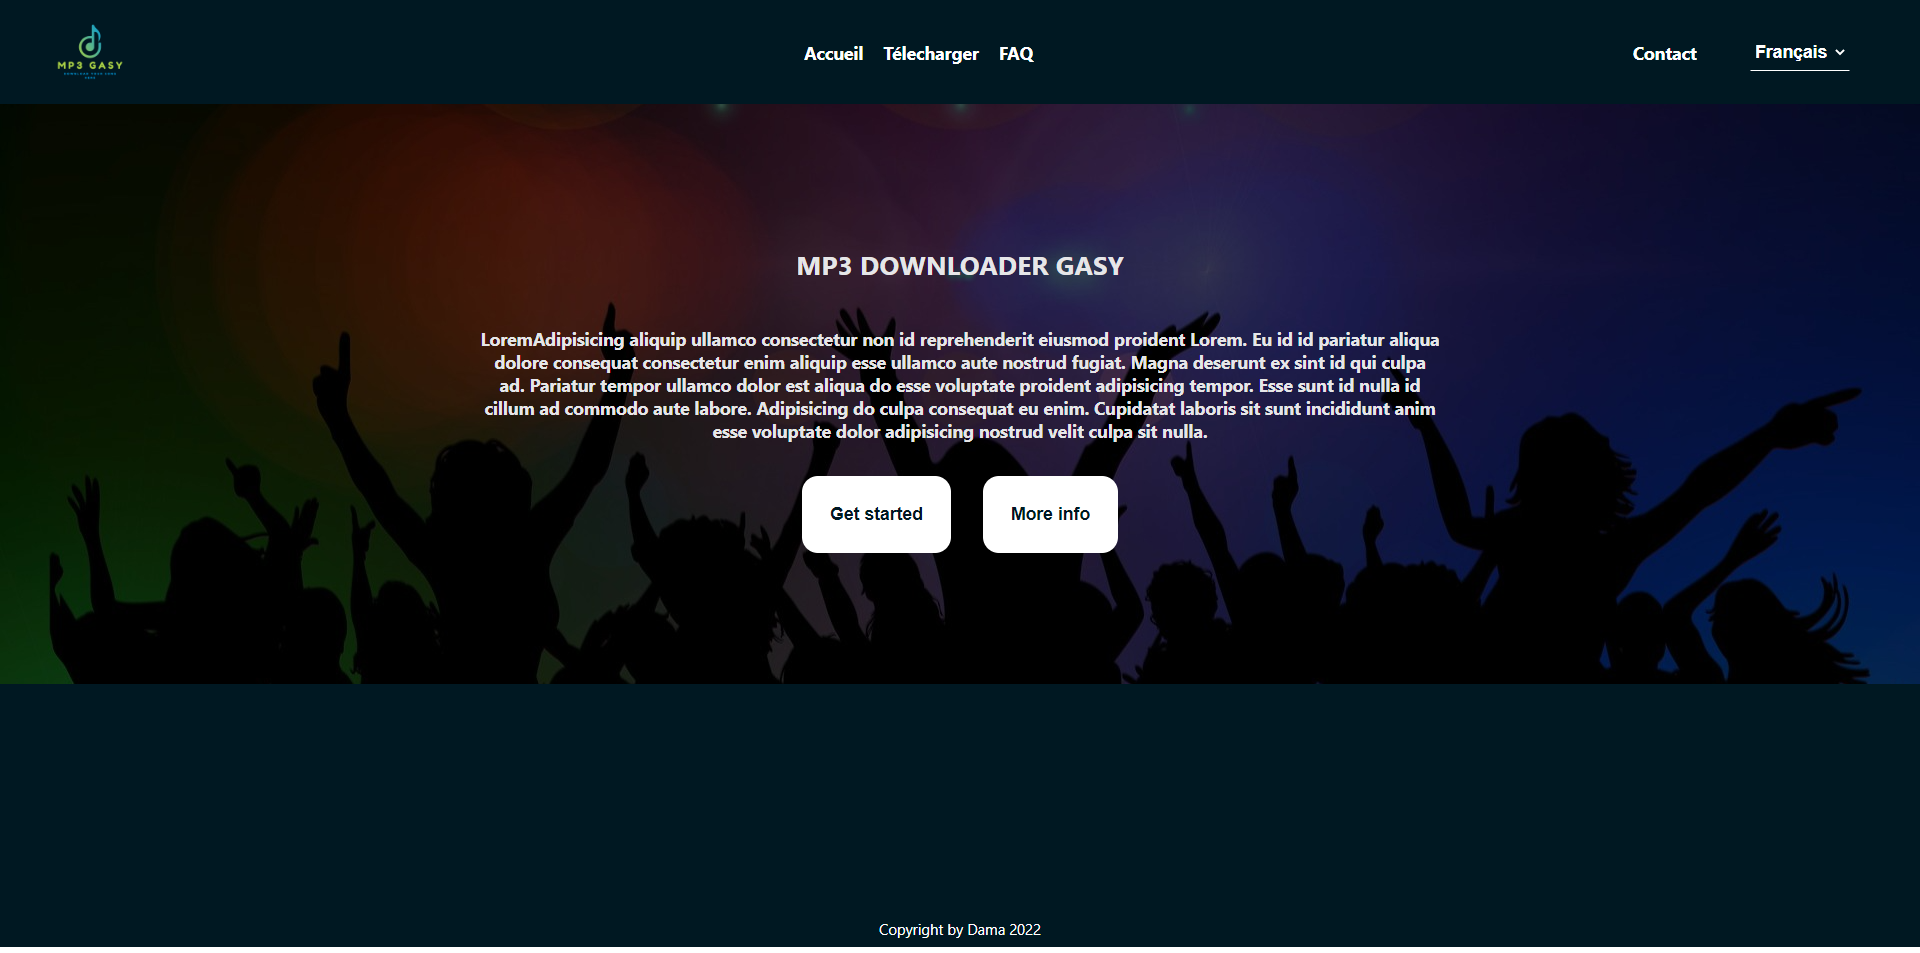 MP3 GASY
Accueil Télecharger FAQ
Contact Français
MP3 DOWNLOADER GASY
LoremAdipisicing aliquip ullamco consectetur non id reprehenderit eiusmod proident Lorem. Eu id id pariatur aliqua
dolore consequat consectetur enim aliquip esse ullamco aute nostrud fugiat. Magna deserunt ex sint id qui culpa
ad. Pariatur tempor ullamco dolor est aliqua do esse voluptate proident adipisicing tempor. Esse sunt id nulla id
cillum ad commodo aute labore. Adipisicing do culpa consequat eu enim. Cupidatat laboris sit sunt incididunt anim
esse voluptate dolor adipisicing nostrud velit culpa sit nulla.
Get started More info
Copyright by Dama 2022